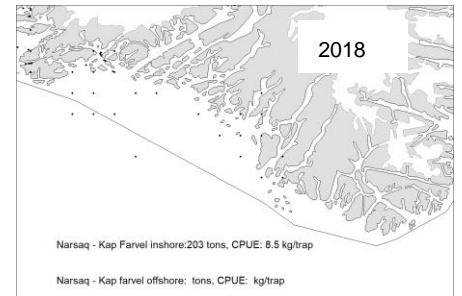 2018
Narsaq - Kap Farvel inshore:203 tons, CPUE: 8.5 kg/trap
Narsaq - Kap farvel offshore: tons, CPUE: kg/trap